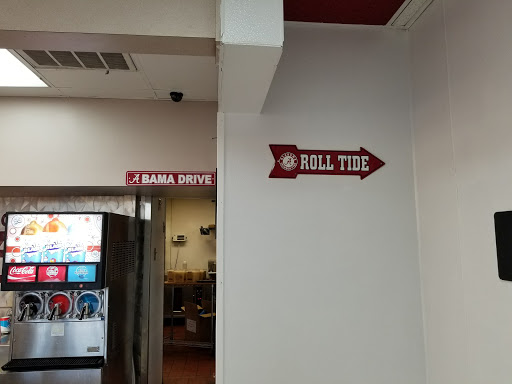 ROLL TIDE
A BAMA DRIVE
Coca-Cola